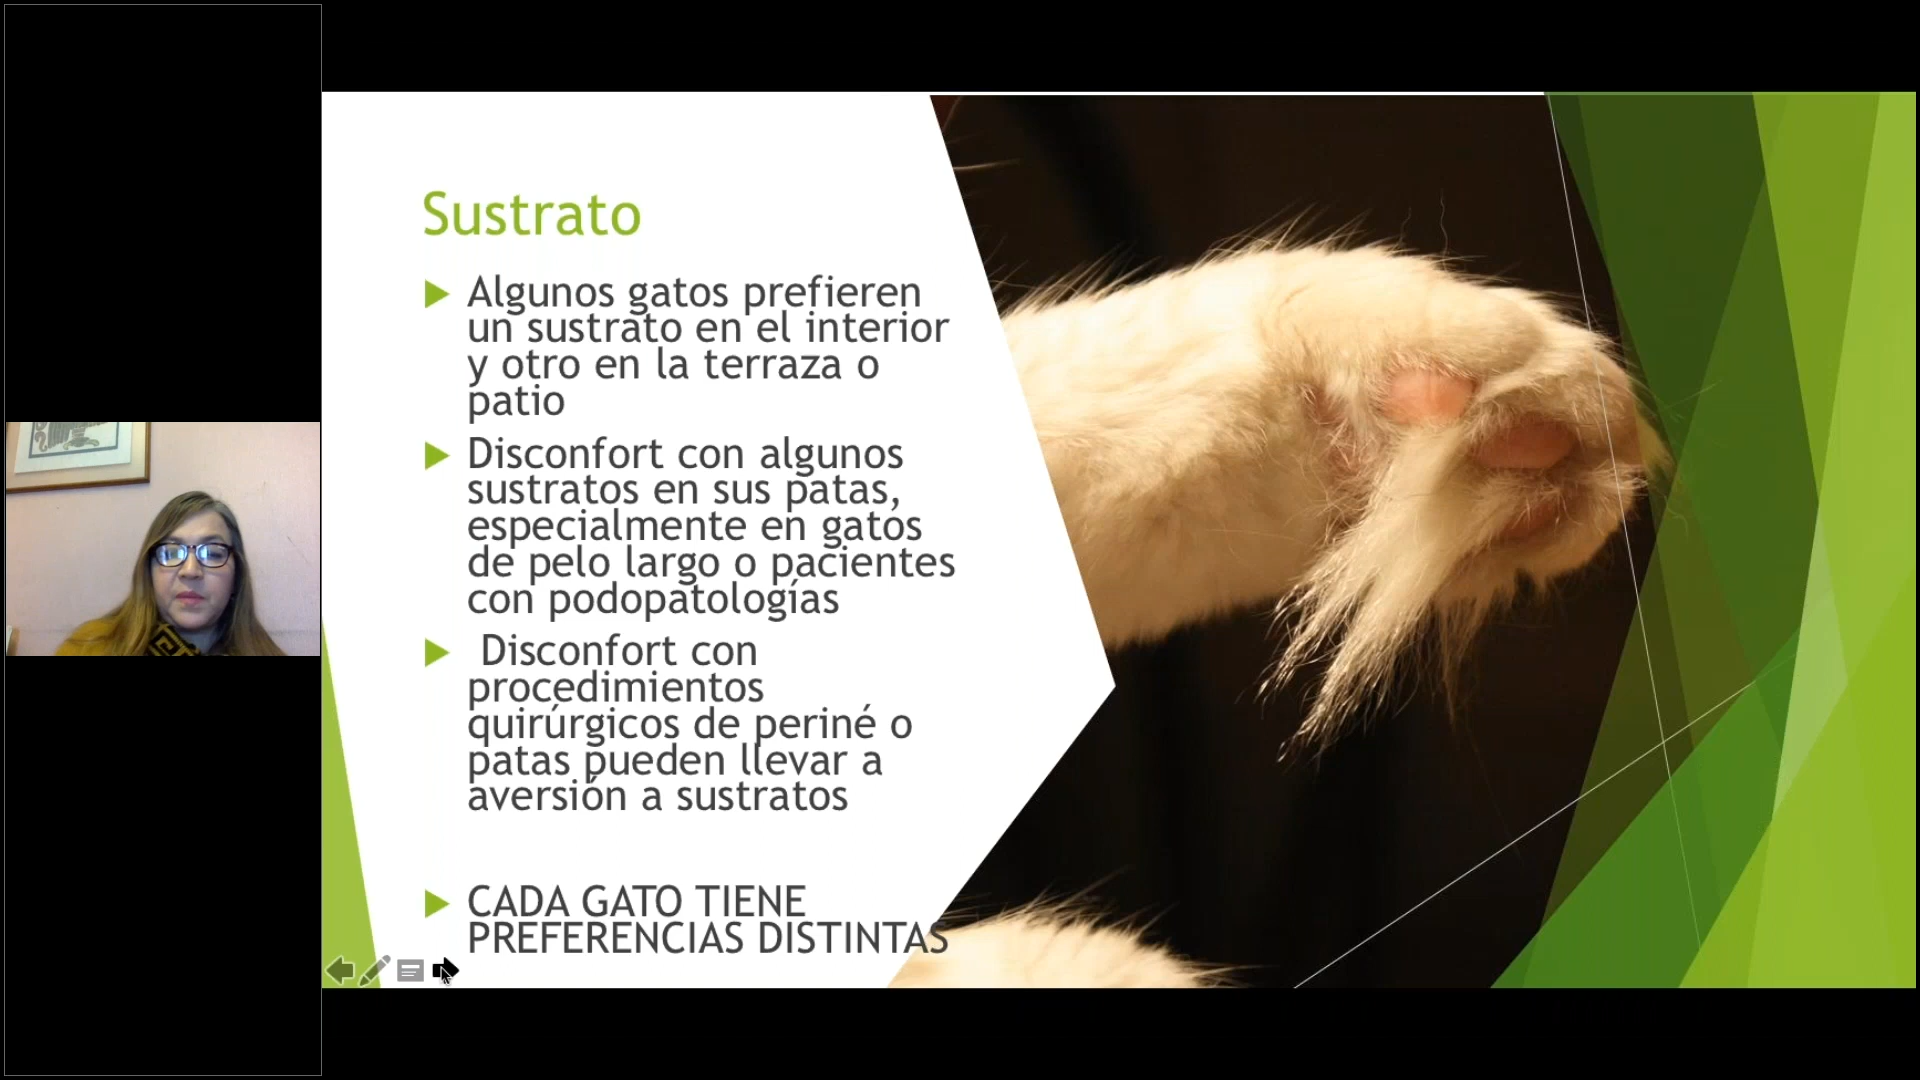 Sustrato
Algunos gatos prefieren
un sustrato en el interior
y otro en la terraza o
patio
Disconfort con algunos
sustratos en sus patas,
especialmente en gatos
de pelo largo o pacientes
con podopatologías
Disconfort con
procedimientos
quirúrgicos de periné o
patas pueden llevar a
aversión a sustratos
CADA GATO TIENE
PREFERENCIAS DISTINTAS